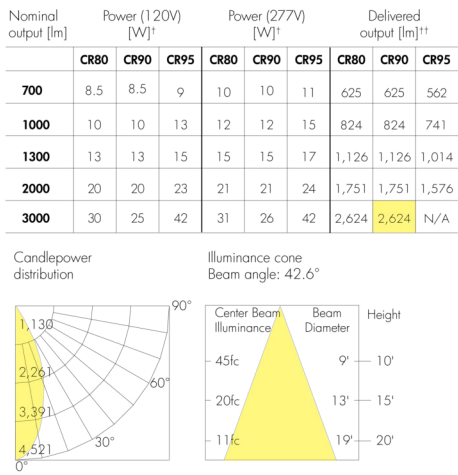 Nominal Power (120V) Power (277V) Delivered
output [lm] [W]† [W]† output [lm]††
CR80 CR90 CR95 CR80 CR90 CR95 CR80 CR90 CR95
700 8.5 8.5 9 10 10 11 625 625 562
1000 10 10 13 12 12 15 824 824 741
1300 13 13 15 15 15 17 1,126 1,126 1,014
2000 20 20 23 21 21 24 1,751 1,751 1,576
3000 30 25 42 31 26 42 2,624 2,624 N/A
Candlepower
distribution
90°
1,130
2,261
60°
3,391
30°
4,521
0°
Illuminance cone
Beam angle: 42.6°
Center Beam Beam Height
Illuminance Diameter
45fc 9' 10'
20fc 13' 15'
11fc 19' 20'